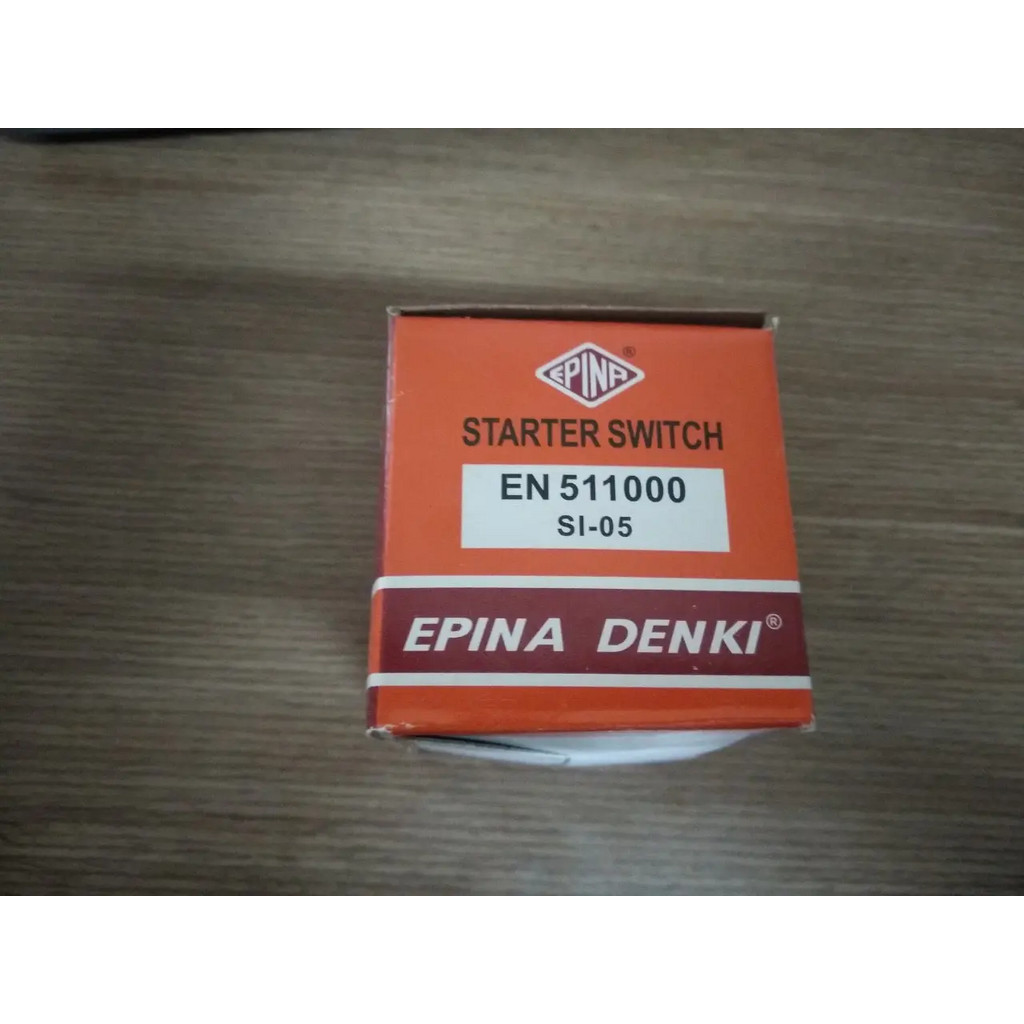 EPINA®
STARTER SWITCH
EN 511000
SI-05
EPINA DENKI®